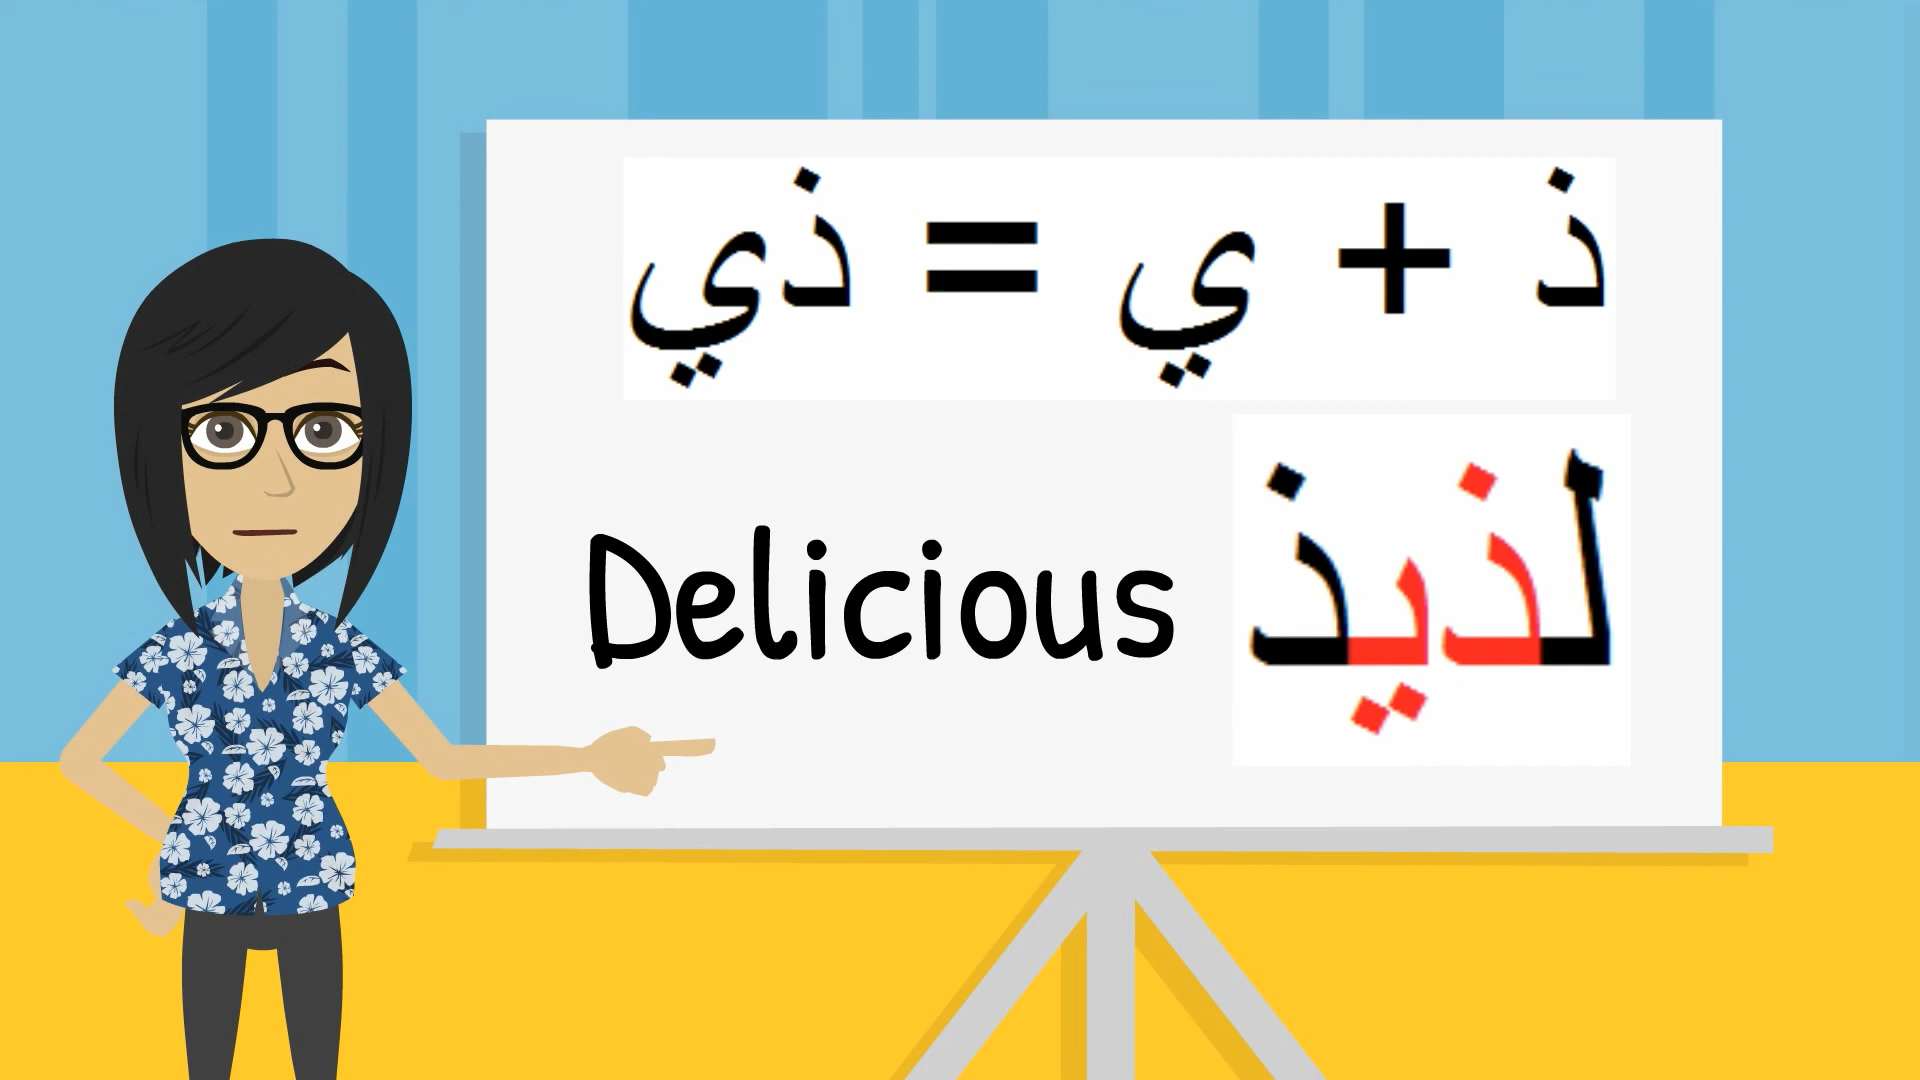 ذ + ي = ذي
لذيذ Delicious